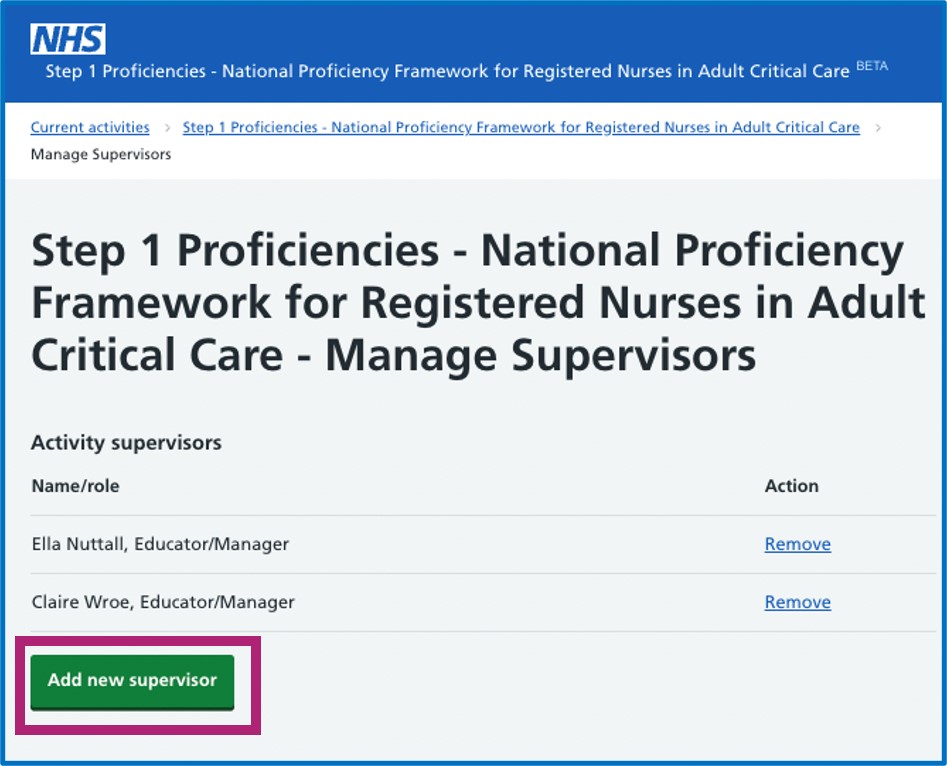 NHS
Step 1 Proficiencies - National Proficiency Framework for Registered Nurses in Adult Critical Care BETA
Current activities > Step 1 Proficiencies - National Proficiency Framework for Registered Nurses in Adult Critical Care >
Manage Supervisors
Step 1 Proficiencies - National Proficiency
Framework for Registered Nurses in Adult
Critical Care - Manage Supervisors
Activity supervisors
Name/role Action
Ella Nuttall, Educator/Manager Remove
Claire Wroe, Educator/Manager Remove
Add new supervisor